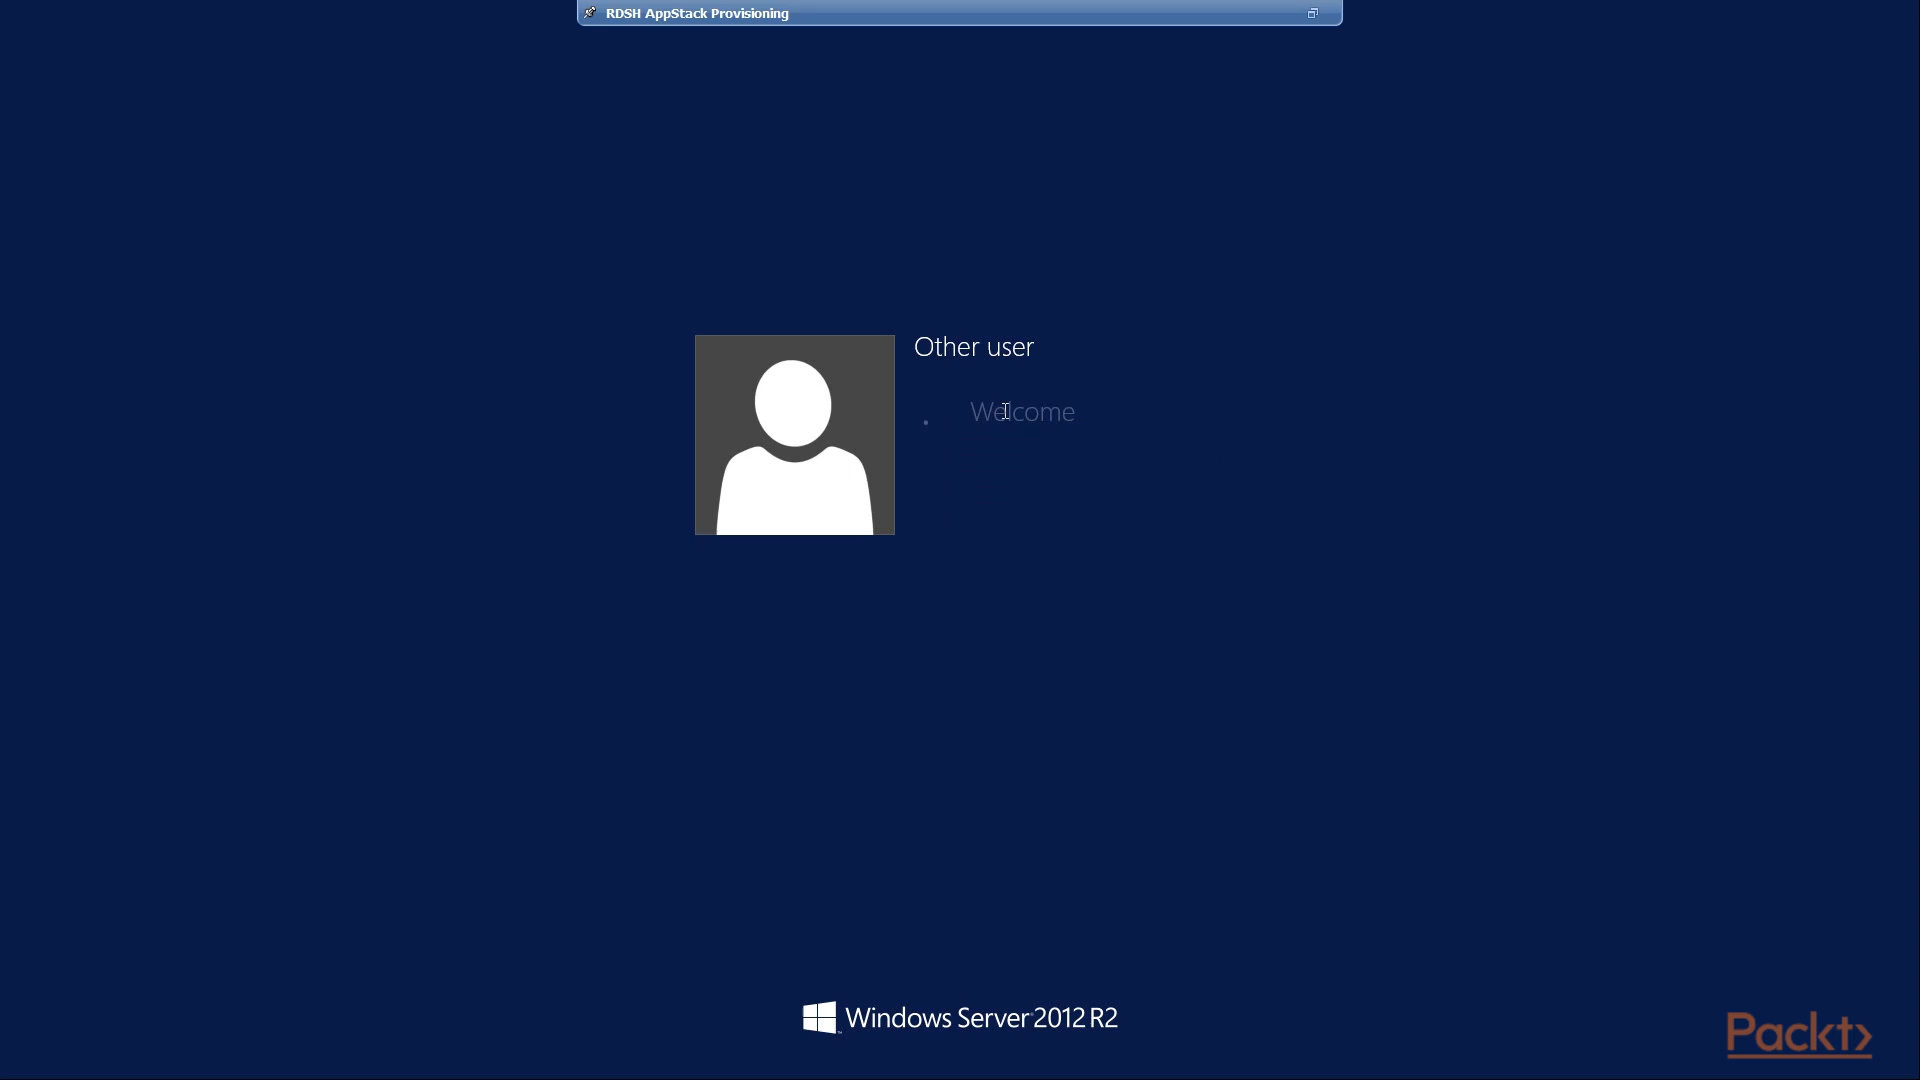 RDSH AppStack Provisioning
Other user
Welcome
Windows Server 2012 R2
Packt>